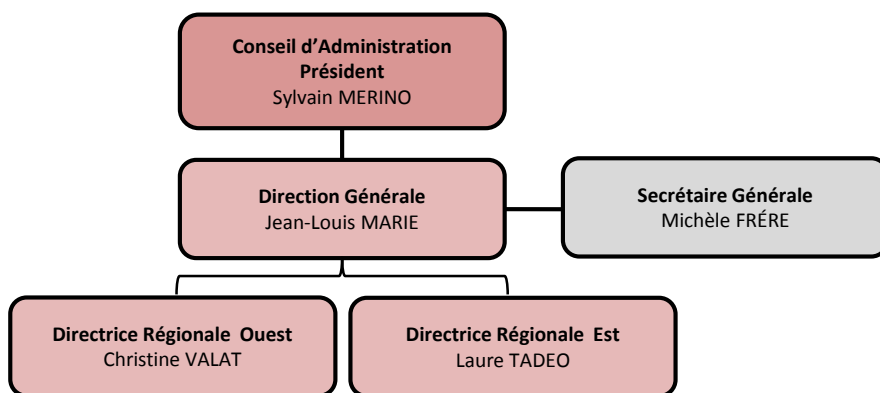 Conseil d’Administration
Président
Sylvain MERINO
Direction Générale
Jean-Louis MARIE
Secrétaire Générale
Michèle FRÉRE
Directrice Régionale Ouest
Christine VALAT
Directrice Régionale Est
Laure TADEO